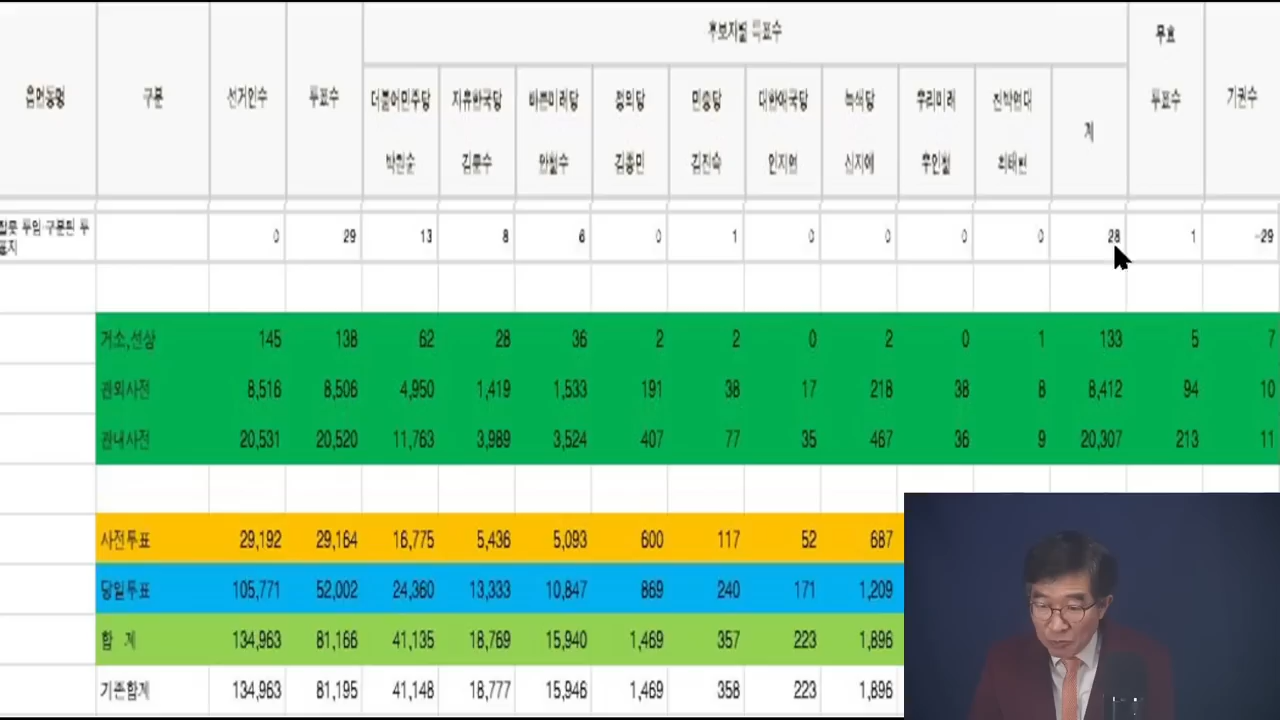 후보자별 득표수
무효
읍면동명 구분 선거인수 투표수 더불어민주당 자유한국당 바른미래당 정의당 민중당 대한애국당 녹색당 우리미래 친박연대 계 투표수 기권수
박원순 김문수 안철수 김종민 김진숙 인지연 신지예 우인철 최태현
잘못 투입·구분된 투표지 0 29 13 8 6 0 1 0 0 0 0 28 1 -29
거소,선상 145 138 62 28 36 2 2 0 2 0 1 133 5 7
관외사전 8,516 8,506 4,950 1,419 1,533 191 38 17 218 38 8 8,412 94 10
관내사전 20,531 20,520 11,763 3,989 3,524 407 77 35 467 36 9 20,307 213 11
사전투표 29,192 29,164 16,775 5,436 5,093 600 117 52 687
당일투표 105,771 52,002 24,360 13,333 10,847 869 240 171 1,209
합 계 134,963 81,166 41,135 18,769 15,940 1,469 357 223 1,896
기존합계 134,963 81,195 41,148 18,777 15,946 1,469 358 223 1,896